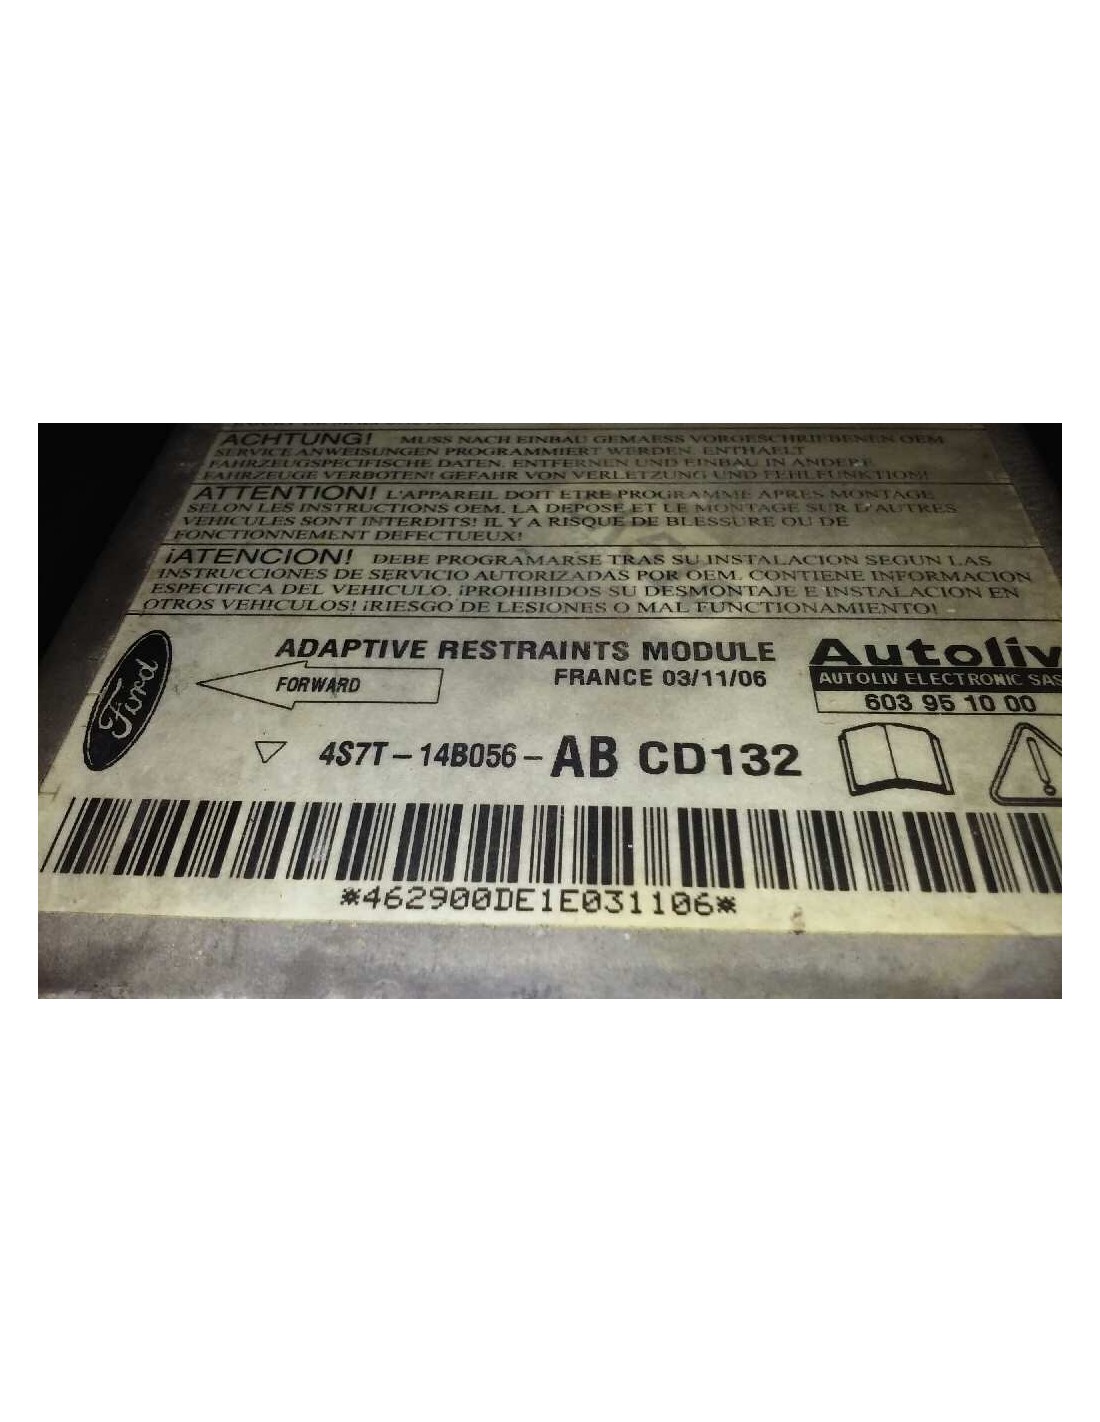 ACHTUNG! MUSS NACH EINBAU GEMAESS VORGESCHRIEBENEN OEM
SERVICE ANWEISUNGEN PROGRAMMIERT WERDEN. ENTHAELT
FAHRZEUGSPEZIFISCHE DATEN. ENTFERNEN UND EINBAU IN ANDERE
FAHRZEUGE VERBOTEN! GEFAHR VON VERLETZUNG UND FEHLFUNKTION!
ATTENTION! L'APPAREIL DOIT ETRE PROGRAMME APRES MONTAGE
SELON LES INSTRUCTIONS OEM. LA DEPOSE ET LE MONTAGE SUR D'AUTRES
VEHICULES SONT INTERDITS! IL Y A RISQUE DE BLESSURE OU DE
FONCTIONNEMENT DEFECTUEUX!
¡ATENCION! DEBE PROGRAMARSE TRAS SU INSTALACION SEGUN LAS
INSTRUCCIONES DE SERVICIO AUTORIZADAS POR OEM. CONTIENE INFORMACION
ESPECIFICA DEL VEHICULO. ¡PROHIBIDOS SU DESMONTAJE E INSTALACION EN
OTROS VEHICULOS! ¡RIESGO DE LESIONES O MAL FUNCTIONAMIENTO!
Ford
FORWARD
ADAPTIVE RESTRAINTS MODULE
FRANCE 03/11/06
Autoliv
AUTOLIV ELECTRONIC SAS
603 95 10 00
4S7T-14B056-AB CD132
*462900DE1E031106*